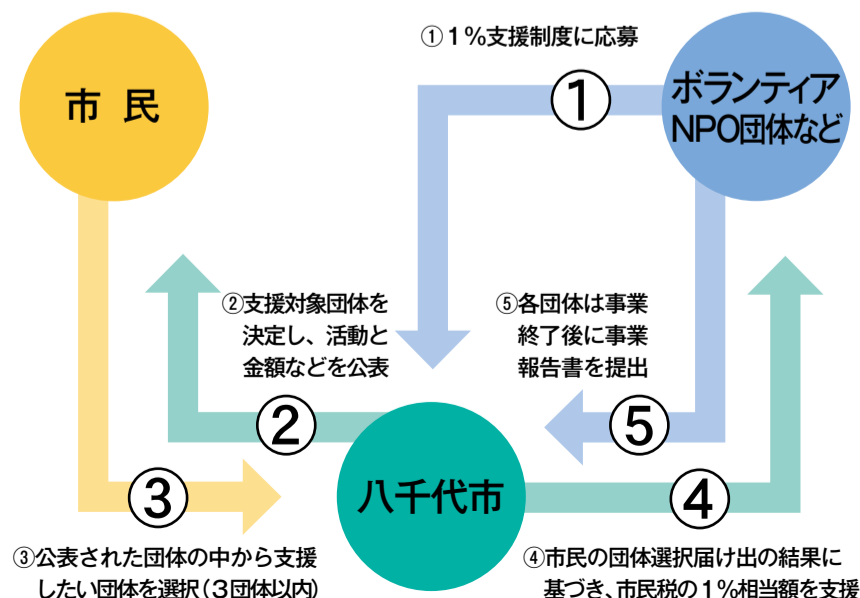 ①１％支援制度に応募
市 民
①
ボランティア
NPO団体など
②支援対象団体を
決定し、活動と
金額などを公表
⑤各団体は事業
終了後に事業
報告書を提出
②
⑤
③
八千代市
④
③公表された団体の中から支援
したい団体を選択（３団体以内）
④市民の団体選択届け出の結果に
基づき、市民税の１％相当額を支援